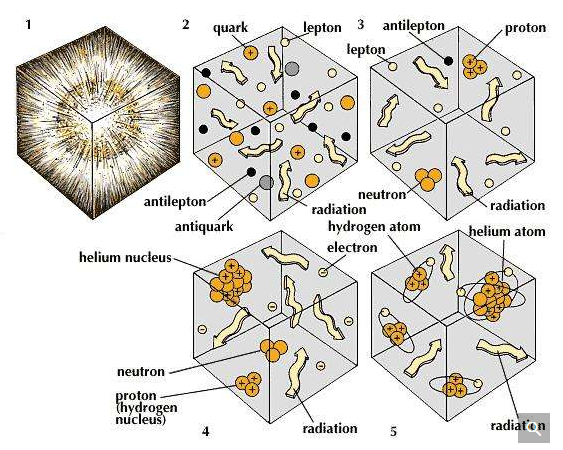 1
2
quark
lepton
3
antilepton
proton
lepton
antilepton
antiquark
radiation
neutron
radiation
hydrogen atom
helium atom
helium nucleus
electron
neutron
proton
(hydrogen
nucleus)
4
radiation
5
radiation